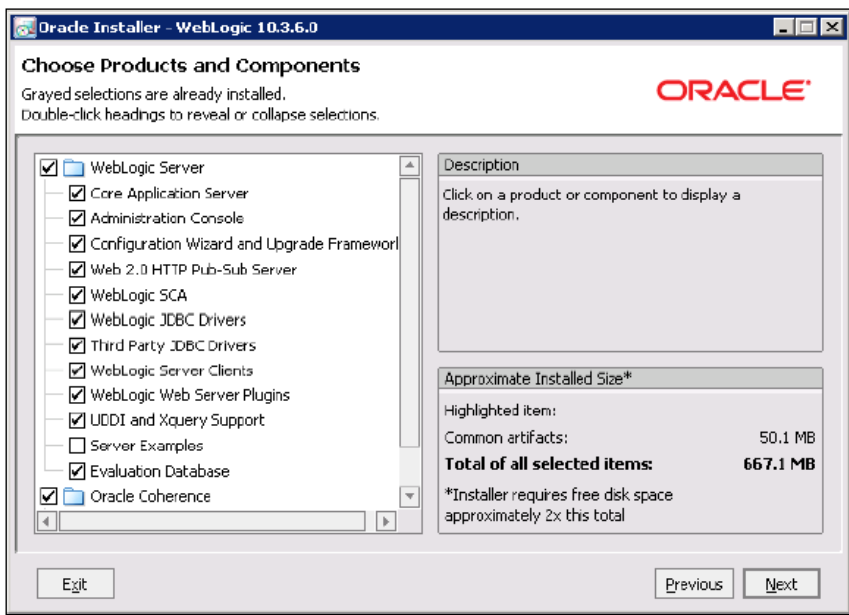 Oracle Installer - WebLogic 10.3.6.0
Choose Products and Components
Grayed selections are already installed.
Double-click headings to reveal or collapse selections.
ORACLE
WebLogic Server
Core Application Server
Administration Console
Configuration Wizard and Upgrade Framework
Web 2.0 HTTP Pub-Sub Server
WebLogic SCA
WebLogic JDBC Drivers
Third Party JDBC Drivers
WebLogic Server Clients
WebLogic Web Server Plugins
UDDI and Xquery Support
Server Examples
Evaluation Database
Oracle Coherence
Description
Click on a product or component to display a
description.
Approximate Installed Size*
Highlighted item:
Common artifacts: 50.1 MB
Total of all selected items: 667.1 MB
*Installer requires free disk space
approximately 2x this total
Exit
Previous
Next